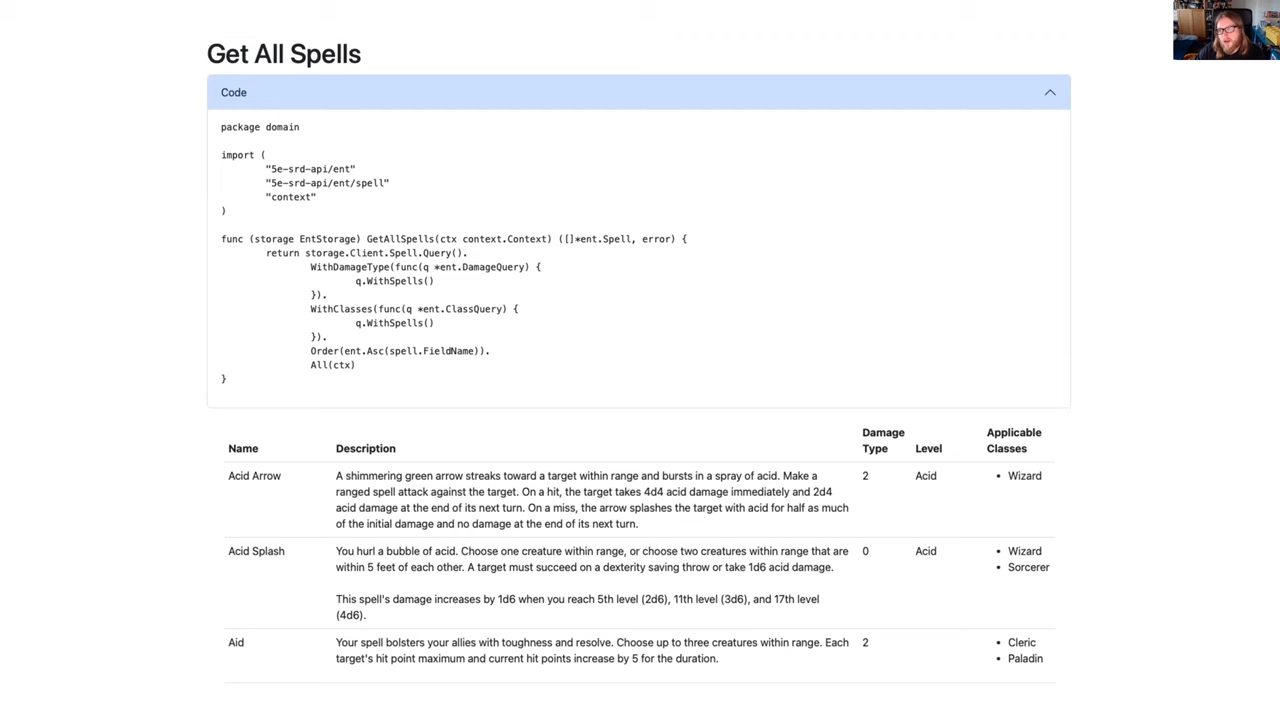 Get All Spells
Code
package domain
import (
"5e-srd-api/ent"
"5e-srd-api/ent/spell"
"context"
)
func (storage EntStorage) GetAllSpells(ctx context.Context) ([]*ent.Spell, error) {
return storage.Client.Spell.Query().
WithDamageType(func(q *ent.DamageQuery) {
q.WithSpells()
}).
WithClasses(func(q *ent.ClassQuery) {
q.WithSpells()
}).
Order(ent.Asc(spell.FieldName)).
All(ctx)
}
Name Description Damage Type Level Applicable Classes
Acid Arrow A shimmering green arrow streaks toward a target within range and bursts in a spray of acid. Make a 2 Acid • Wizard
ranged spell attack against the target. On a hit, the target takes 4d4 acid damage immediately and 2d4
acid damage at the end of its next turn. On a miss, the arrow splashes the target with acid for half as much
of the initial damage and no damage at the end of its next turn.
Acid Splash You hurl a bubble of acid. Choose one creature within range, or choose two creatures within range that are 0 Acid • Wizard
within 5 feet of each other. A target must succeed on a dexterity saving throw or take 1d6 acid damage. • Sorcerer
This spell's damage increases by 1d6 when you reach 5th level (2d6), 11th level (3d6), and 17th level
(4d6).
Aid Your spell bolsters your allies with toughness and resolve. Choose up to three creatures within range. Each 2 • Cleric
target's hit point maximum and current hit points increase by 5 for the duration. • Paladin